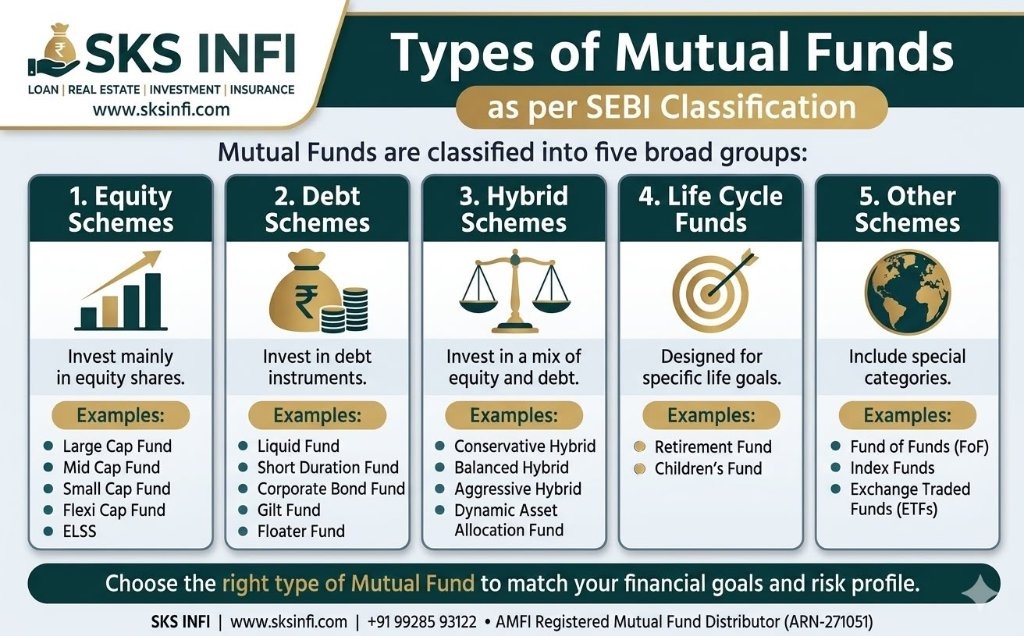 SKS INFI
LOAN | REAL ESTATE | INVESTMENT | INSURANCE
www.sksinfi.com
Types of Mutual Funds
as per SEBI Classification
Mutual Funds are classified into five broad groups:
1. Equity
Schemes
Invest mainly
in equity shares.
Examples:
Large Cap Fund
Mid Cap Fund
Small Cap Fund
Flexi Cap Fund
ELSS
2. Debt
Schemes
₹
Invest in debt
instruments.
Examples:
Liquid Fund
Short Duration Fund
Corporate Bond Fund
Gilt Fund
Floater Fund
3. Hybrid
Schemes
Invest in a mix of
equity and debt.
Examples:
Conservative Hybrid
Balanced Hybrid
Aggressive Hybrid
Dynamic Asset
Allocation Fund
4. Life Cycle
Funds
Designed for
specific life goals.
Examples:
Retirement Fund
Children's Fund
5. Other
Schemes
Include special
categories.
Examples:
Fund of Funds (FoF)
Index Funds
Exchange Traded
Funds (ETFs)
Choose the right type of Mutual Fund to match your financial goals and risk profile.
SKS INFI | www.sksinfi.com | +91 99285 93122 • AMFI Registered Mutual Fund Distributor (ARN-271051)